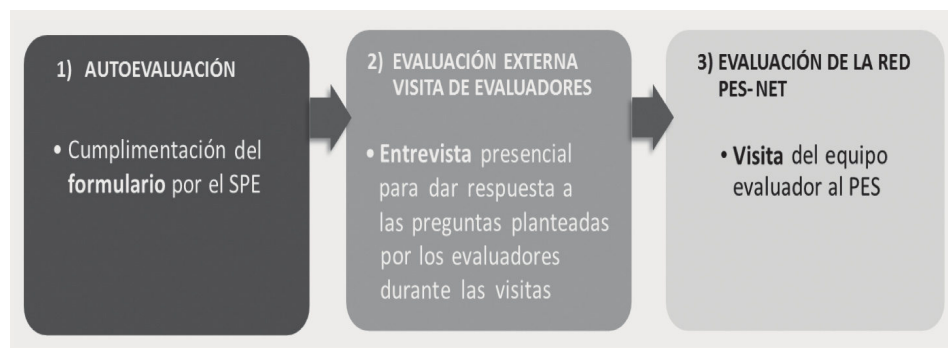 1) AUTOEVALUACIÓN
• Cumplimentación del
formulario por el SPE
2) EVALUACIÓN EXTERNA
VISITA DE EVALUADORES
• Entrevista presencial
para dar respuesta a
las preguntas planteadas
por los evaluadores
durante las visitas
3) EVALUACIÓN DE LA RED
PES-NET
• Visita del equipo
evaluador al PES